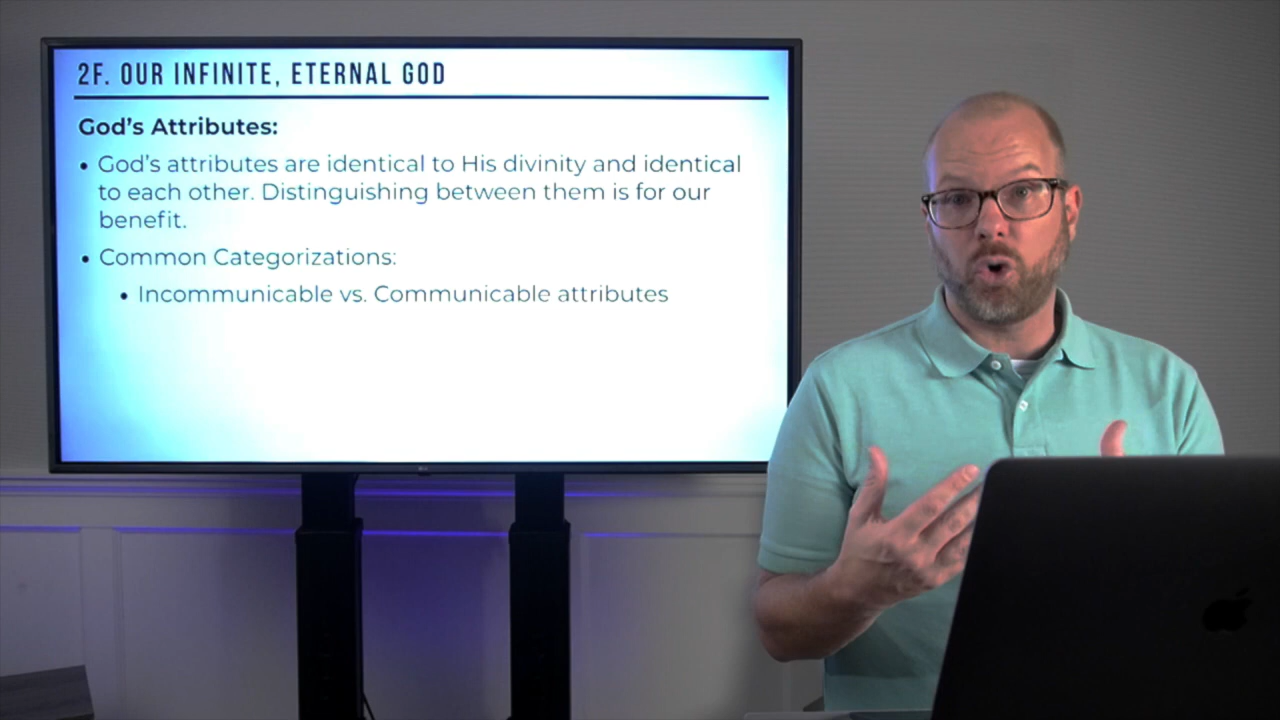 2F. OUR INFINITE, ETERNAL GOD
God's Attributes:
• God's attributes are identical to His divinity and identical
to each other. Distinguishing between them is for our
benefit.
• Common Categorizations:
• Incommunicable vs. Communicable attributes